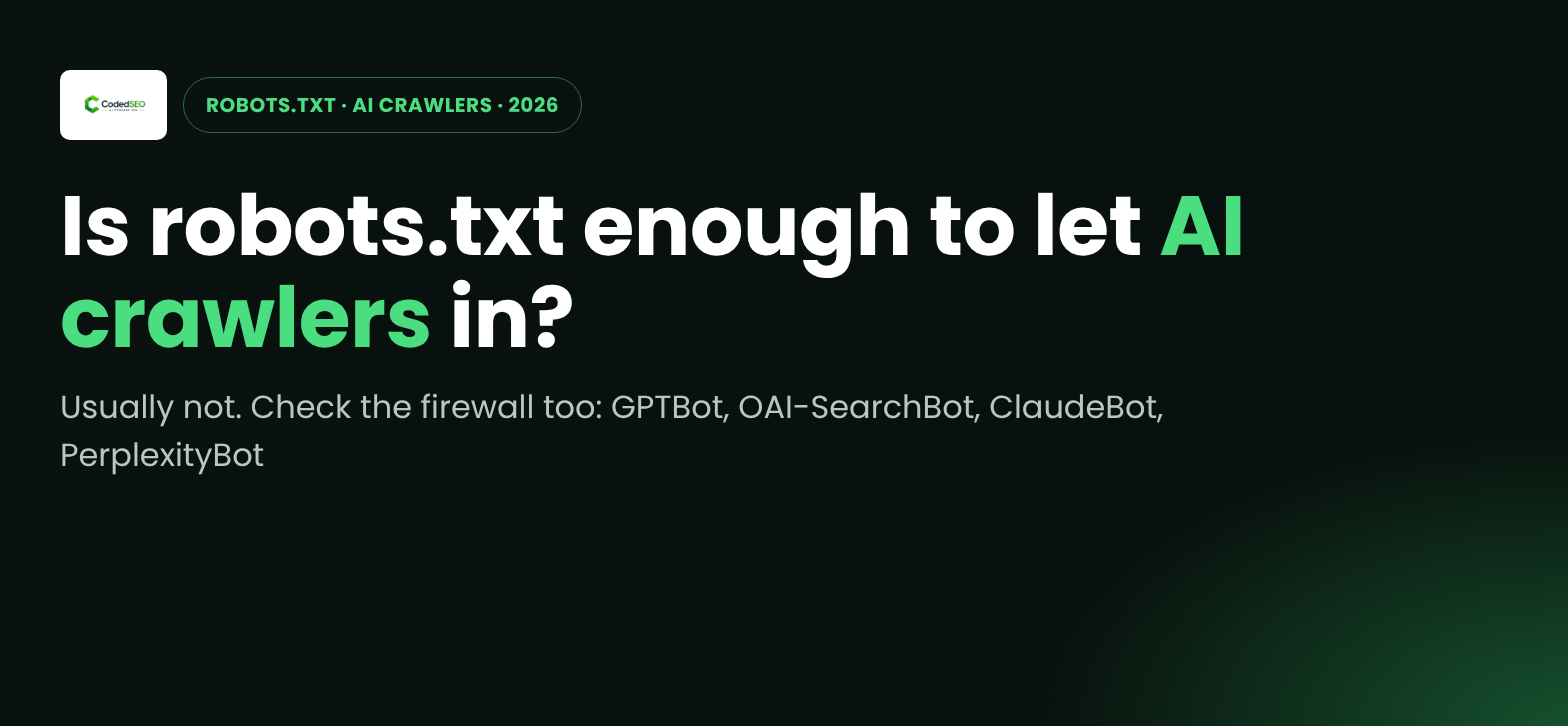 CodedSEO
ROBOTS.TXT · AI CRAWLERS · 2026
Is robots.txt enough to let AI
crawlers in?
Usually not. Check the firewall too: GPTBot, OAI-SearchBot, ClaudeBot,
PerplexityBot